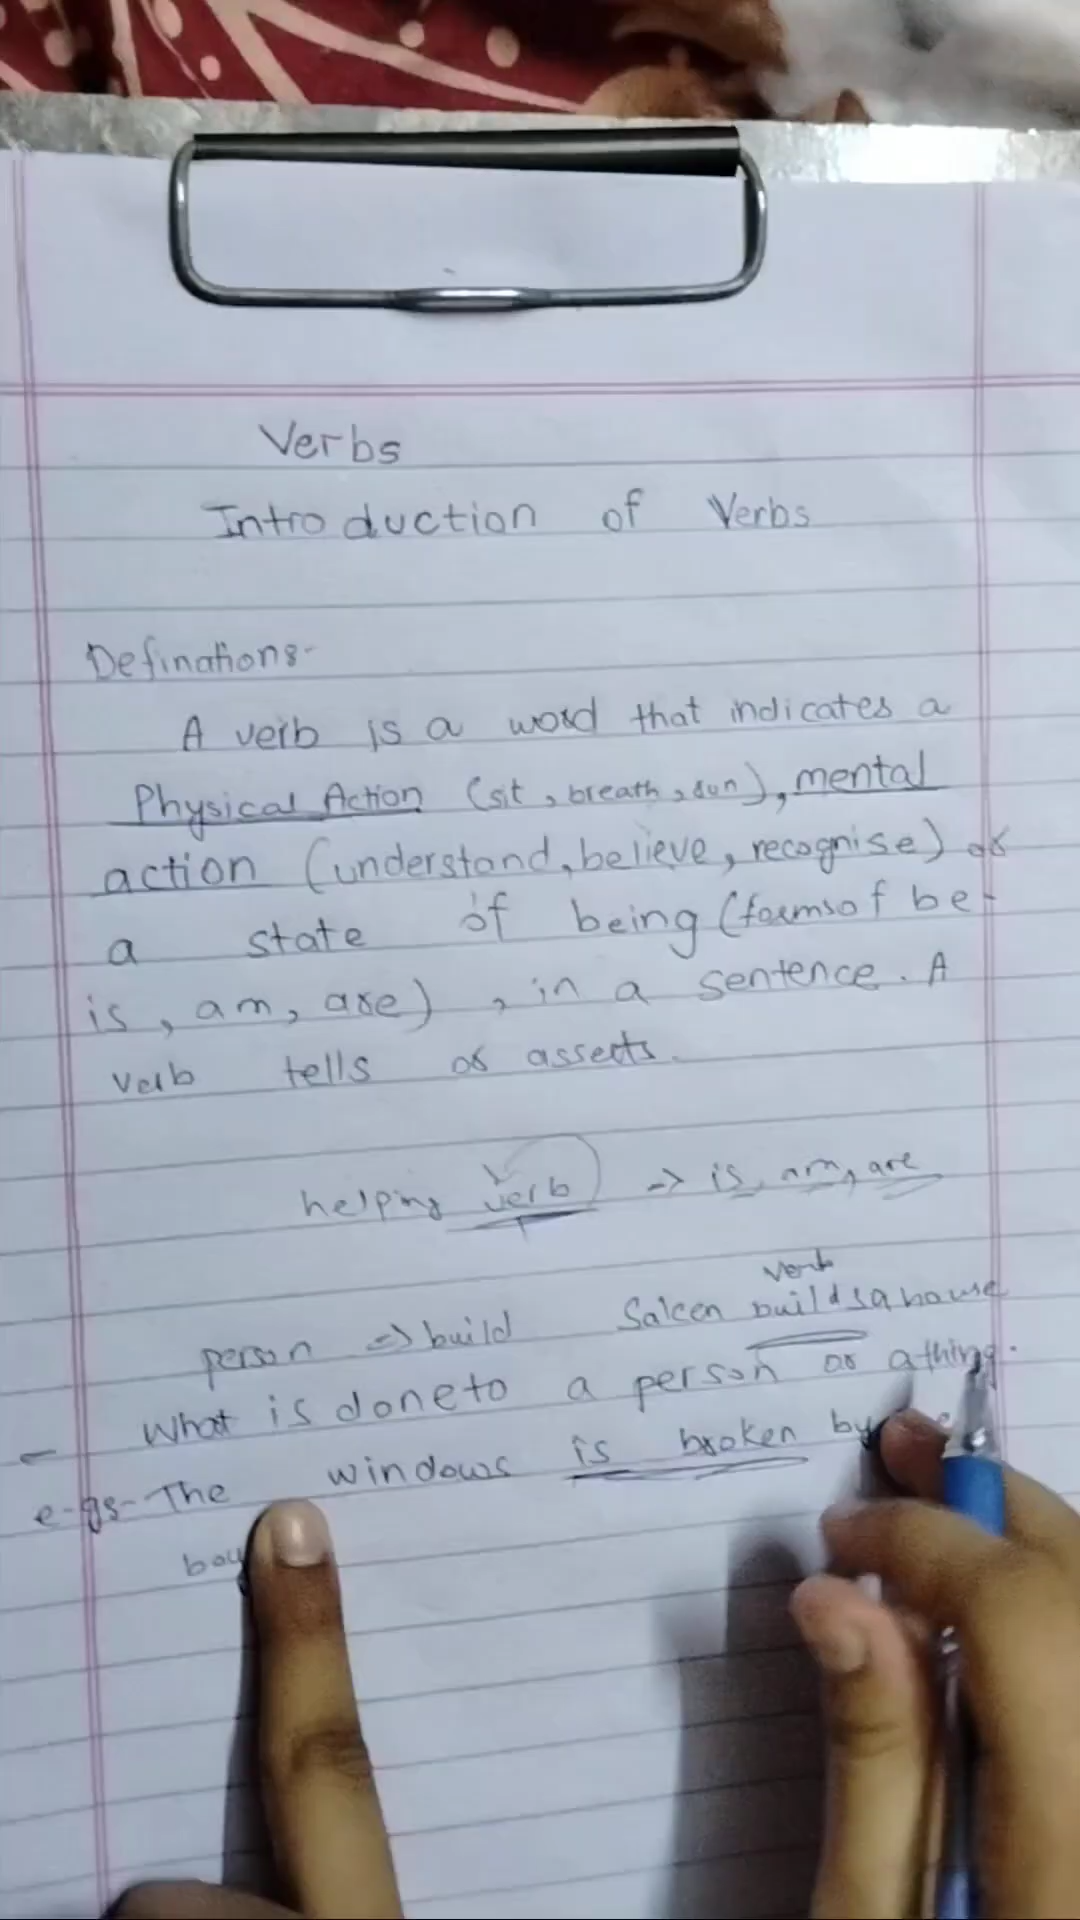 Verbs
Introduction of Verbs
Defination:-
A verb is a word that indicates a
Physical Action (sit, breath, run), mental
action (understand, believe, recognise) or
a state of being (forms of be-
is, am, are), in a sentence. A
verb tells or asserts.
helping verb -> is, am, are
verb
person => build Saleen builds a house
- What is done to a person or a thing.
e-gs- The windows is broken by
boy